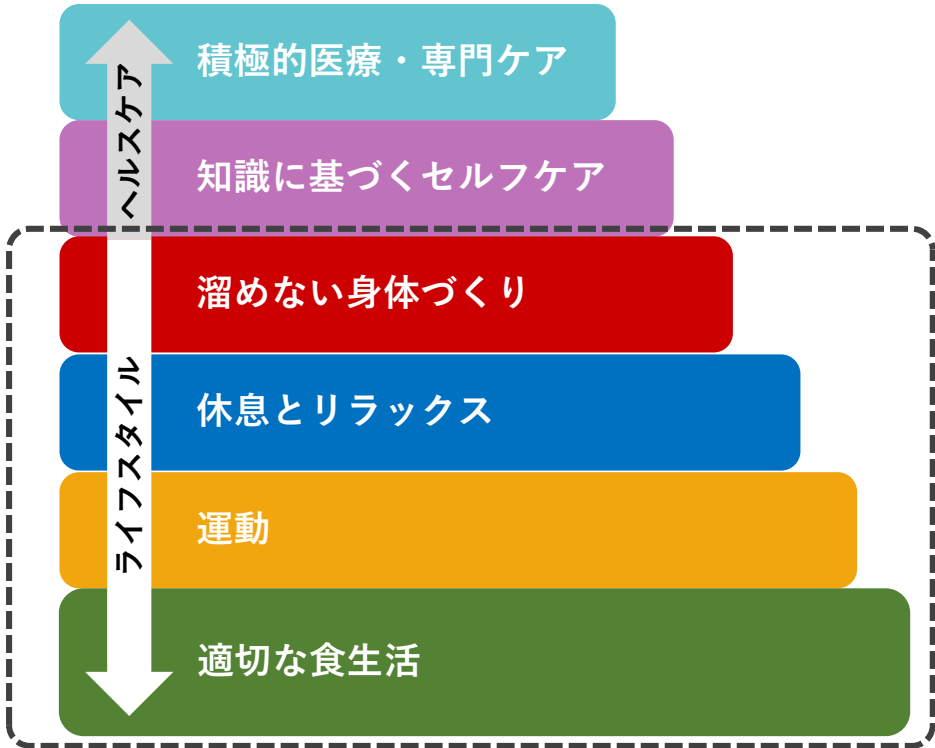 積極的医療・専門ケア
知識に基づくセルフケア
溜めない身体づくり
休息とリラックス
運動
適切な食生活
ヘルスケア
ライフスタイル